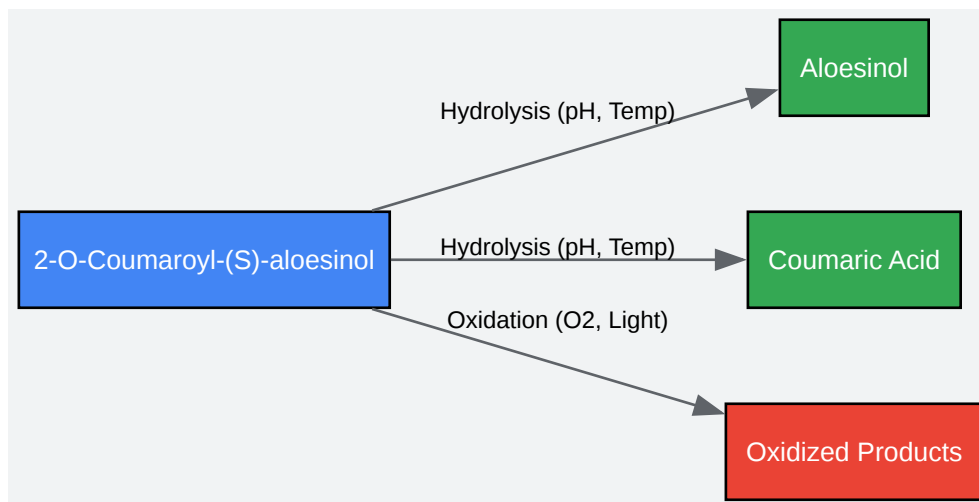 Aloesinol
Hydrolysis (pH, Temp)
2-O-Coumaroyl-(S)-aloesinol
Hydrolysis (pH, Temp)
Coumaric Acid
Oxidation (O2, Light)
Oxidized Products